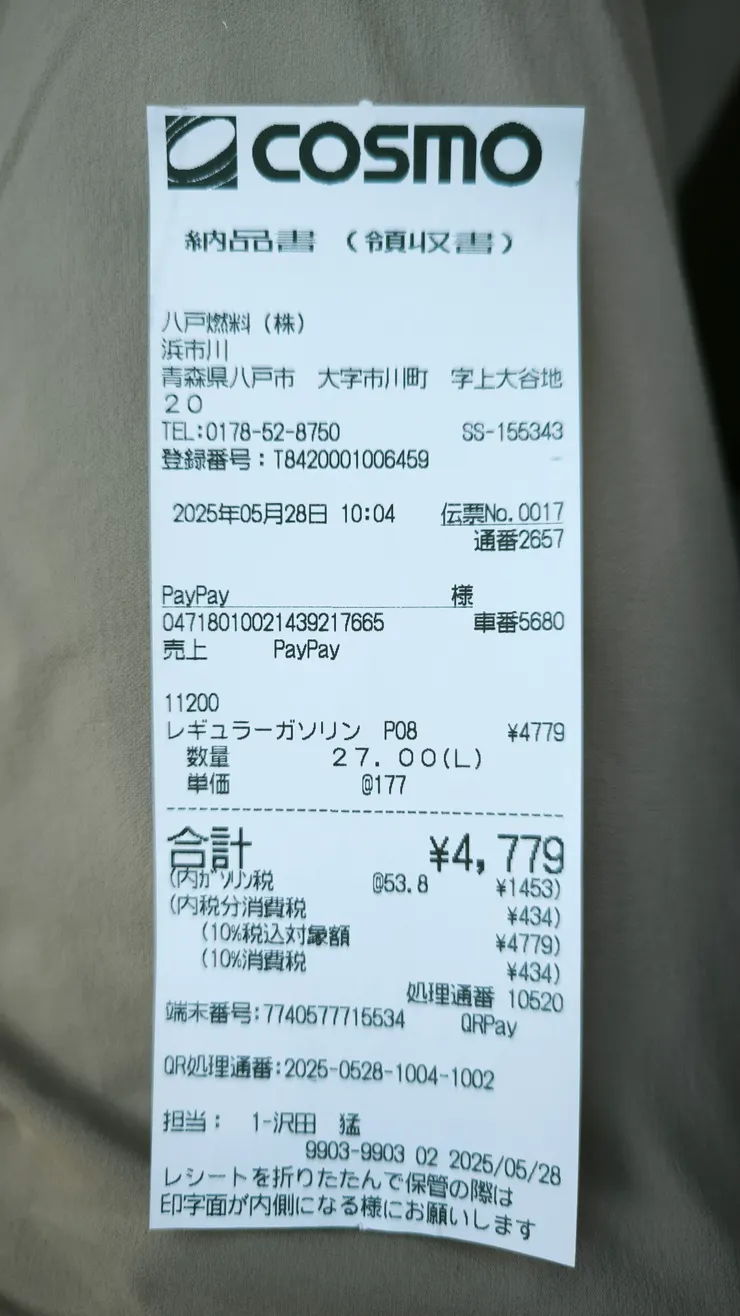 COSMO
納品書 (領収書)
八戸燃料(株)
浜市川
青森県八戸市 大字市川町 字上大谷地
20
TEL:0178-52-8750 SS-155343
登録番号:T8420001006459
2025年05月28日 10:04 伝票No.0017
通番2657
PayPay 様
04718010021439217665 車番5680
売上 PayPay
11200
レギュラーガソリン P08 ¥4779
数量 27.00(L)
単価 @177
合計 ¥4,779
(内ガソリン税 @53.8 ¥1453)
(内税分消費税 ¥434)
(10%税込対象額 ¥4779)
(10%消費税 ¥434)
処理通番 10520
端末番号:7740577715534 QRPay
QR処理通番:2025-0528-1004-1002
担当: 1-沢田 猛
9903-9903 02 2025/05/28
レシートを折りたたんで保管の際は
印字面が内側になる様にお願いします